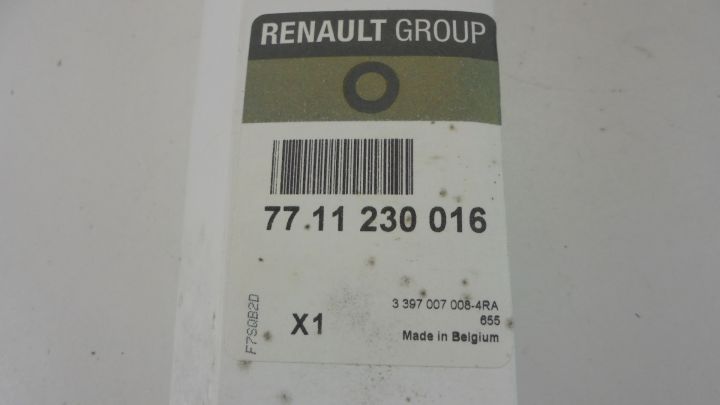 RENAULT GROUP
77 11 230 016
3 397 007 008-4RA
655
X1
Made in Belgium
F7SQB2D